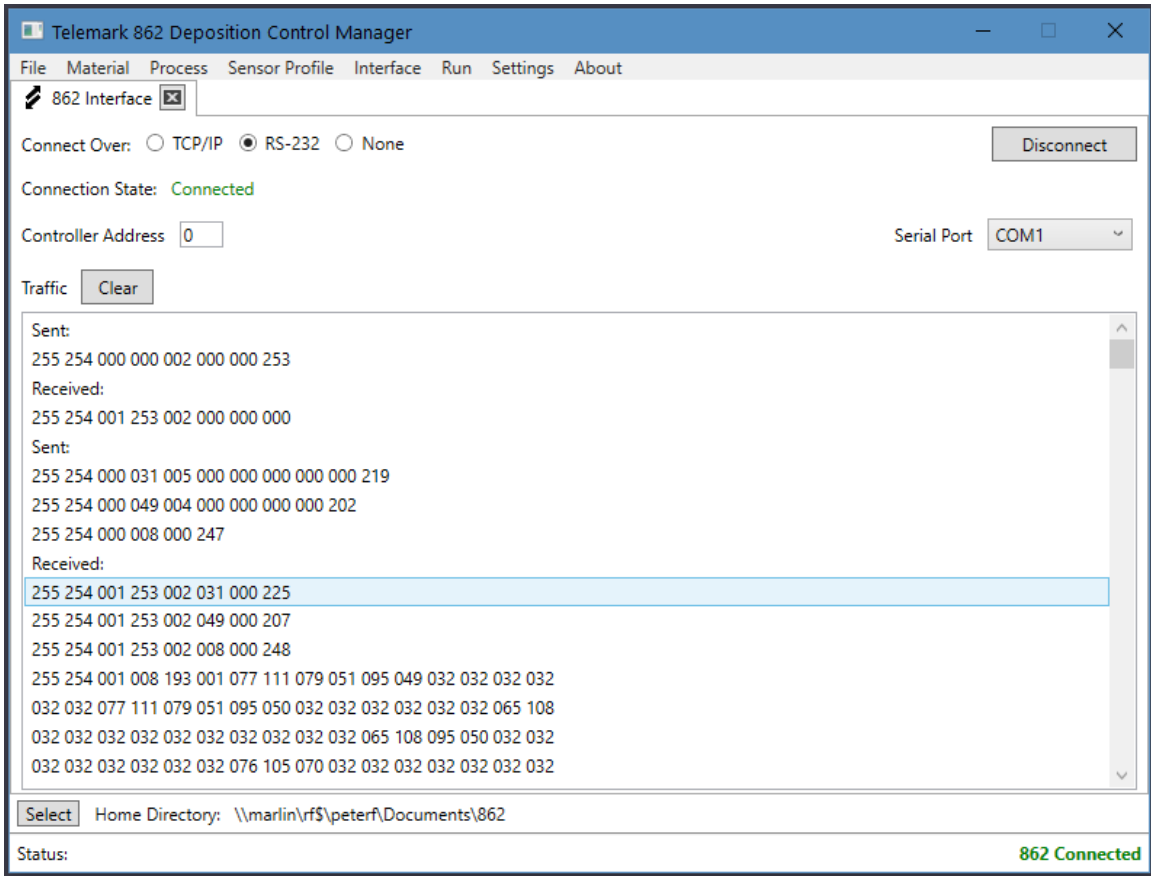 Telemark 862 Deposition Control Manager
File Material Process Sensor Profile Interface Run Settings About
862 Interface
Connect Over: TCP/IP RS-232 None Disconnect
Connection State: Connected
Controller Address 0 Serial Port COM1
Traffic Clear
Sent:
255 254 000 000 002 000 000 253
Received:
255 254 001 253 002 000 000 000
Sent:
255 254 000 031 005 000 000 000 000 000 219
255 254 000 049 004 000 000 000 000 202
255 254 000 008 000 247
Received:
255 254 001 253 002 031 000 225
255 254 001 253 002 049 000 207
255 254 001 253 002 008 000 248
255 254 001 008 193 001 077 111 079 051 095 049 032 032 032 032
032 032 077 111 079 051 095 050 032 032 032 032 032 032 065 108
032 032 032 032 032 032 032 032 032 032 065 108 095 050 032 032
032 032 032 032 032 032 076 105 070 032 032 032 032 032 032 032
Select Home Directory: \\marlin\rf$\peterf\Documents\862
Status: 862 Connected